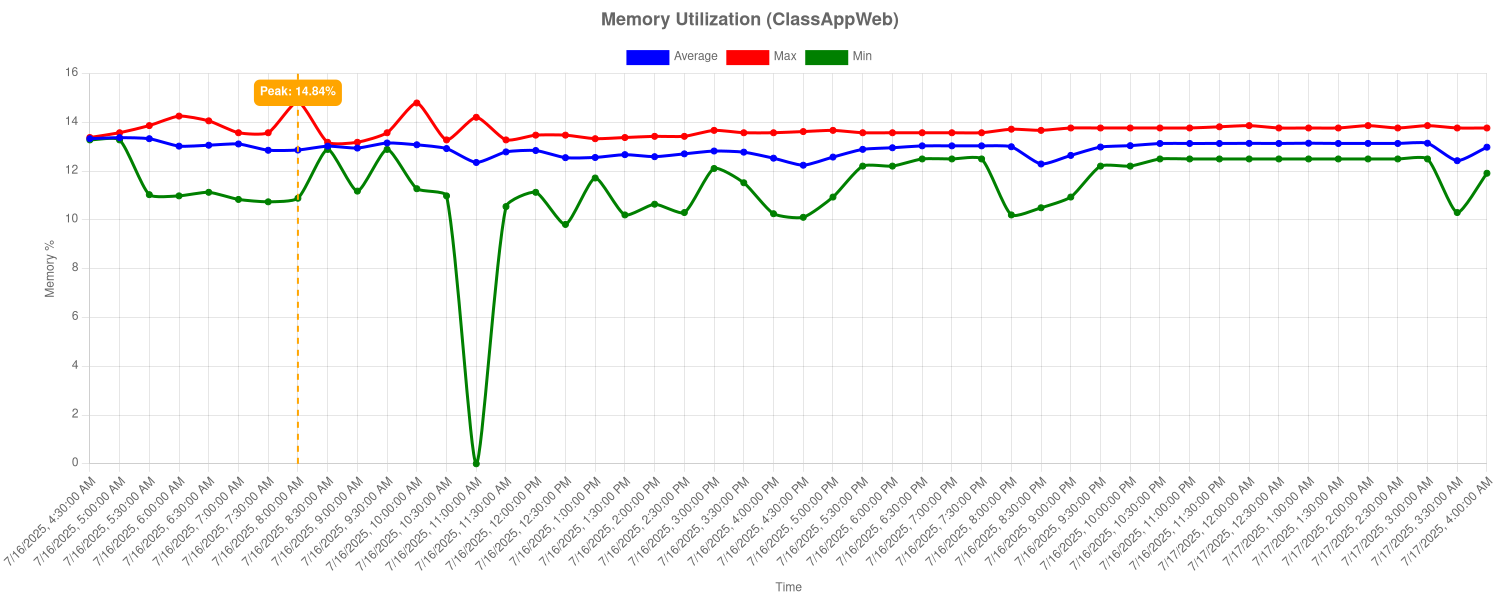 Memory Utilization (ClassAppWeb)
Average Max Min
Peak: 14.84%
Memory %
16
14
12
10
8
6
4
2
0
7/16/2025, 4:30:00 AM
7/16/2025, 5:00:00 AM
7/16/2025, 5:30:00 AM
7/16/2025, 6:00:00 AM
7/16/2025, 6:30:00 AM
7/16/2025, 7:00:00 AM
7/16/2025, 7:30:00 AM
7/16/2025, 8:00:00 AM
7/16/2025, 8:30:00 AM
7/16/2025, 9:00:00 AM
7/16/2025, 9:30:00 AM
7/16/2025, 10:00:00 AM
7/16/2025, 10:30:00 AM
7/16/2025, 11:00:00 AM
7/16/2025, 11:30:00 AM
7/16/2025, 12:00:00 PM
7/16/2025, 12:30:00 PM
7/16/2025, 1:00:00 PM
7/16/2025, 1:30:00 PM
7/16/2025, 2:00:00 PM
7/16/2025, 2:30:00 PM
7/16/2025, 3:00:00 PM
7/16/2025, 3:30:00 PM
7/16/2025, 4:00:00 PM
7/16/2025, 4:30:00 PM
7/16/2025, 5:00:00 PM
7/16/2025, 5:30:00 PM
7/16/2025, 6:00:00 PM
7/16/2025, 6:30:00 PM
7/16/2025, 7:00:00 PM
7/16/2025, 7:30:00 PM
7/16/2025, 8:00:00 PM
7/16/2025, 8:30:00 PM
7/16/2025, 9:00:00 PM
7/16/2025, 9:30:00 PM
7/16/2025, 10:00:00 PM
7/16/2025, 10:30:00 PM
7/16/2025, 11:00:00 PM
7/16/2025, 11:30:00 PM
7/17/2025, 12:00:00 AM
7/17/2025, 12:30:00 AM
7/17/2025, 1:00:00 AM
7/17/2025, 1:30:00 AM
7/17/2025, 2:00:00 AM
7/17/2025, 2:30:00 AM
7/17/2025, 3:00:00 AM
7/17/2025, 3:30:00 AM
7/17/2025, 4:00:00 AM
Time